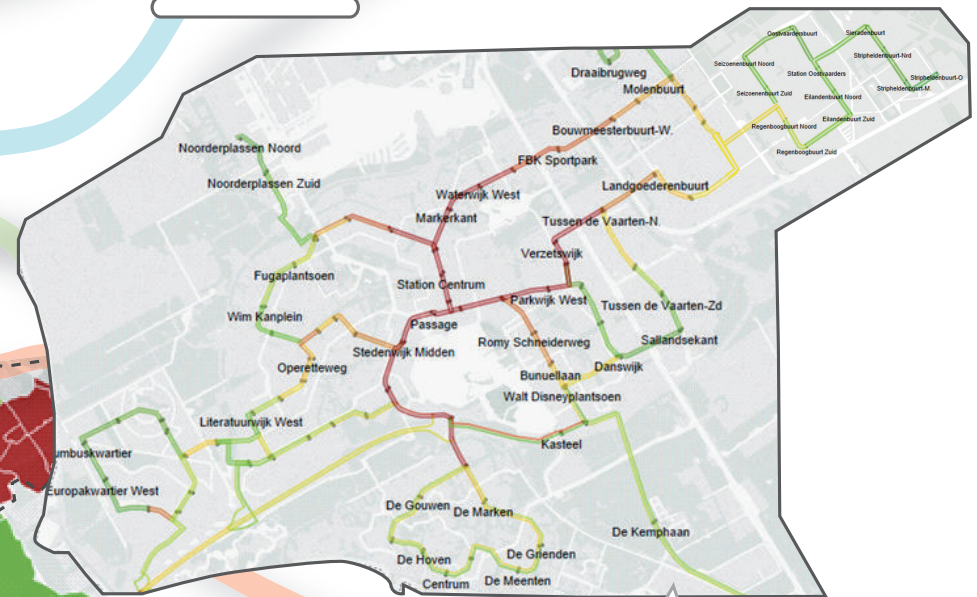 Oostvaardersbuurt
Sieradenbuurt
Stripheldenbuurt-Nrd
Seizoenenbuurt Noord
Station Oostvaarders
Stripheldenbuurt-O
Stripheldenbuurt-M.
Draaibrugweg
Molenbuurt
Seizoenenbuurt Zuid
Eilandenbuurt Noord
Eilandenbuurt Zuid
Regenboogbuurt Noord
Regenboogbuurt Zuid
Bouwmeesterbuurt-W.
Noorderplassen Noord
FBK Sportpark
Noorderplassen Zuid
Landgoederenbuurt
Waterwijk West
Markerkant
Tussen de Vaarten-N.
Verzetswijk
Fugaplantsoen
Station Centrum
Parkwijk West
Tussen de Vaarten-Zd
Wim Kanplein
Passage
Romy Schneiderweg
Sallandsekant
Stedenwijk Midden
Operetteweg
Danswijk
Bunuellaan
Walt Disneyplantsoen
Literatuurwijk West
Kasteel
umbuskwartier
Europakwartier West
De Gouwen
De Marken
De Kemphaan
De Hoven
De Grienden
Centrum
De Meenten